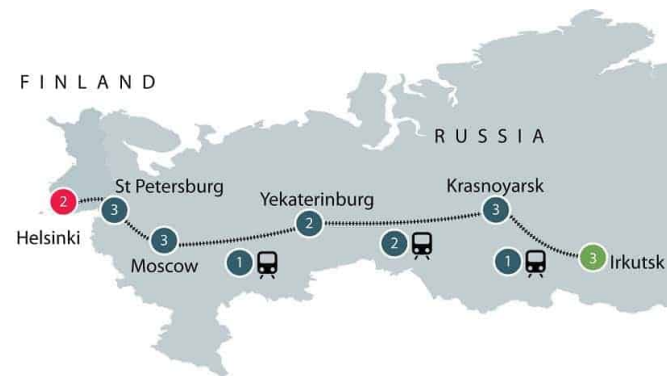 FINLAND
RUSSIA
St Petersburg
Krasnoyarsk
Yekaterinburg
2
3
3
2
3
Helsinki
Moscow
1
2
1
3
Irkutsk